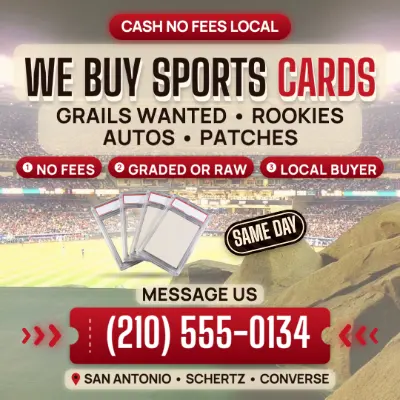 CASH NO FEES LOCAL
WE BUY SPORTS CARDS
GRAILS WANTED • ROOKIES
AUTOS • PATCHES
1 NO FEES 2 GRADED OR RAW 3 LOCAL BUYER
SAME DAY
MESSAGE US
(210) 555-0134
SAN ANTONIO • SCHERTZ • CONVERSE